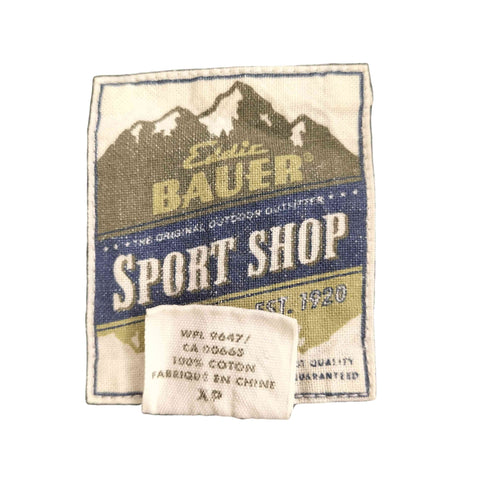 Eddie
BAUER®
THE ORIGINAL OUTDOOR OUTFITTER
SPORT SHOP
EST. 1920
WPL 9647/
CA 00665
100% COTON
FABRIQUE EN CHINE
XP
QUALITY
GUARANTEED